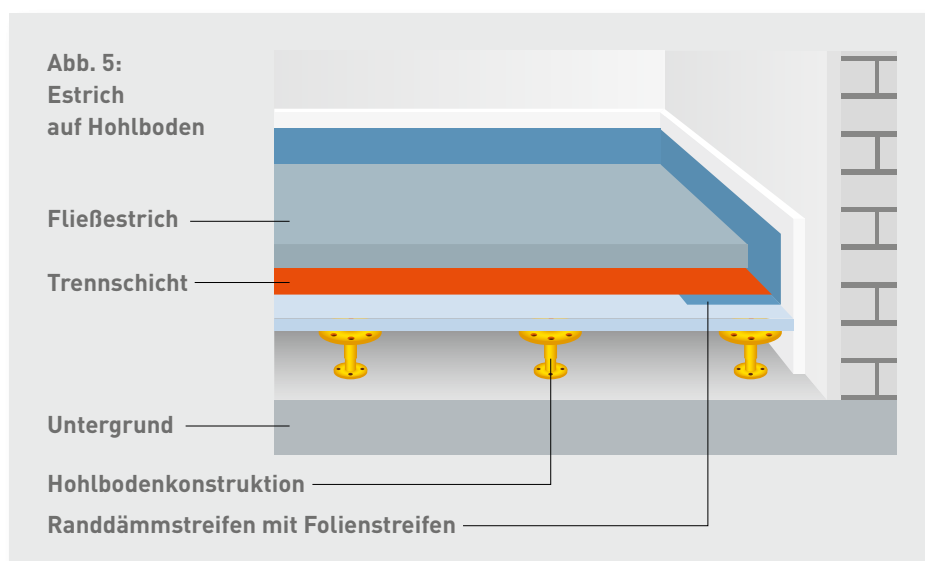 Abb. 5:
Estrich
auf Hohlboden
Fließestrich
Trennschicht
Untergrund
Hohlbodenkonstruktion
Randdämmstreifen mit Folienstreifen